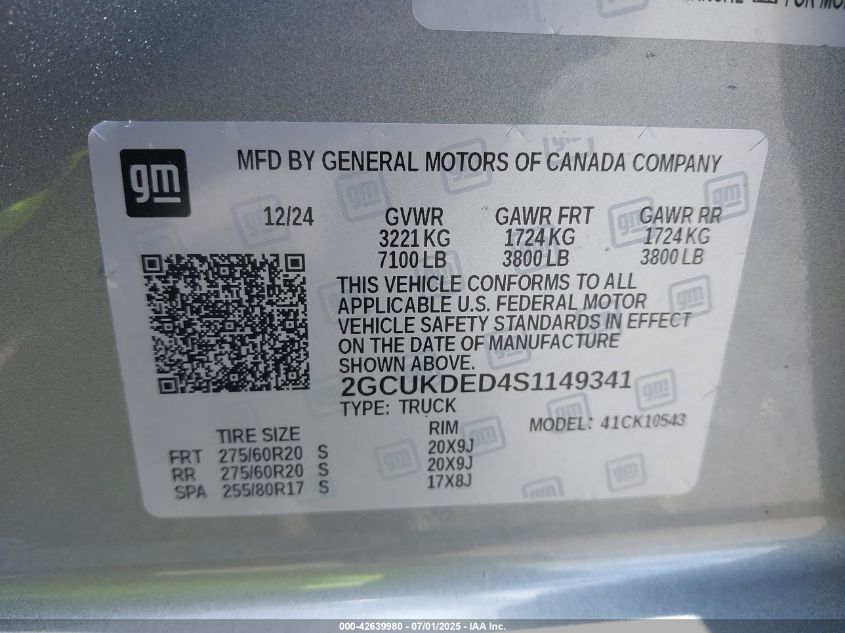 FOR MOD
gm
MFD BY GENERAL MOTORS OF CANADA COMPANY
12/24 GVWR GAWR FRT GAWR RR
3221 KG 1724 KG 1724 KG
7100 LB 3800 LB 3800 LB
THIS VEHICLE CONFORMS TO ALL
APPLICABLE U.S. FEDERAL MOTOR
VEHICLE SAFETY STANDARDS IN EFFECT
ON THE DATE OF MANUFACTURE
SHOWN ABOVE.
2GCUKDED4S1149341
TYPE: TRUCK
MODEL: 41CK10543
TIRE SIZE RIM
FRT 275/60R20 S 20X9J
RR 275/60R20 S 20X9J
SPA 255/80R17 S 17X8J
000-42639980 - 07/01/2025 - IAA Inc.